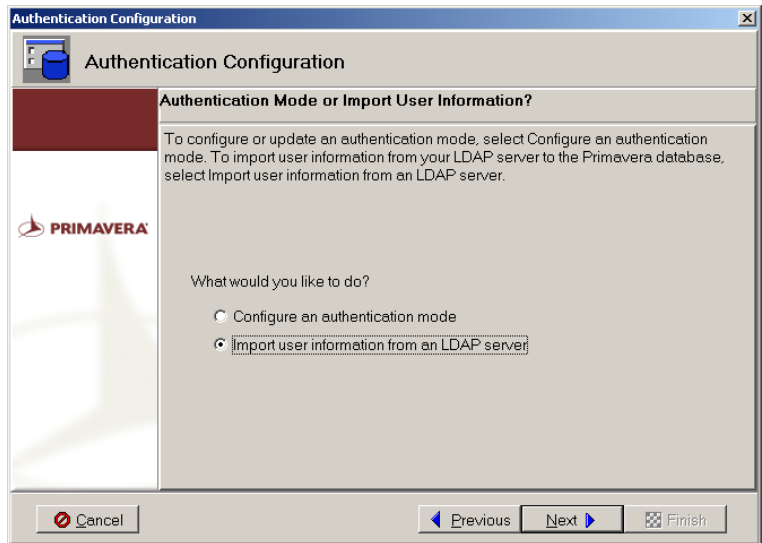 Authentication Configuration
Authentication Configuration
Authentication Mode or Import User Information?
To configure or update an authentication mode, select Configure an authentication
mode. To import user information from your LDAP server to the Primavera database,
select Import user information from an LDAP server.
PRIMAVERA
What would you like to do?
Configure an authentication mode
Import user information from an LDAP server
Cancel
Previous
Next
Finish